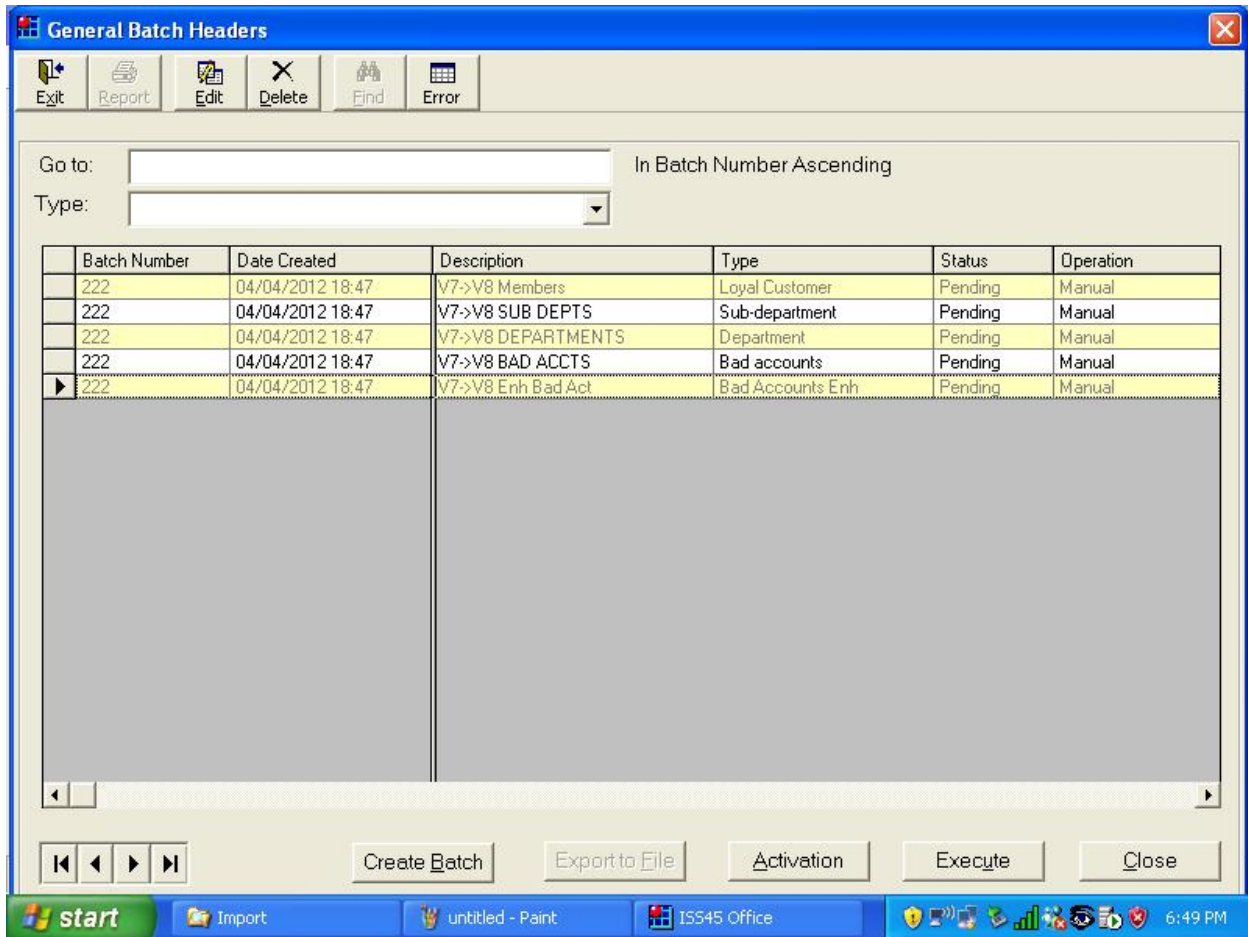 General Batch Headers
Exit Report Edit Delete Find Error
Go to: In Batch Number Ascending
Type:
Batch Number Date Created Description Type Status Operation
222 04/04/2012 18:47 V7->V8 Members Loyal Customer Pending Manual
222 04/04/2012 18:47 V7->V8 SUB DEPTS Sub-department Pending Manual
222 04/04/2012 18:47 V7->V8 DEPARTMENTS Department Pending Manual
222 04/04/2012 18:47 V7->V8 BAD ACCTS Bad accounts Pending Manual
222 04/04/2012 18:47 V7->V8 Enh Bad Act Bad Accounts Enh Pending Manual
Create Batch Export to File Activation Execute Close
start Import untitled - Paint ISS45 Office 6:49 PM